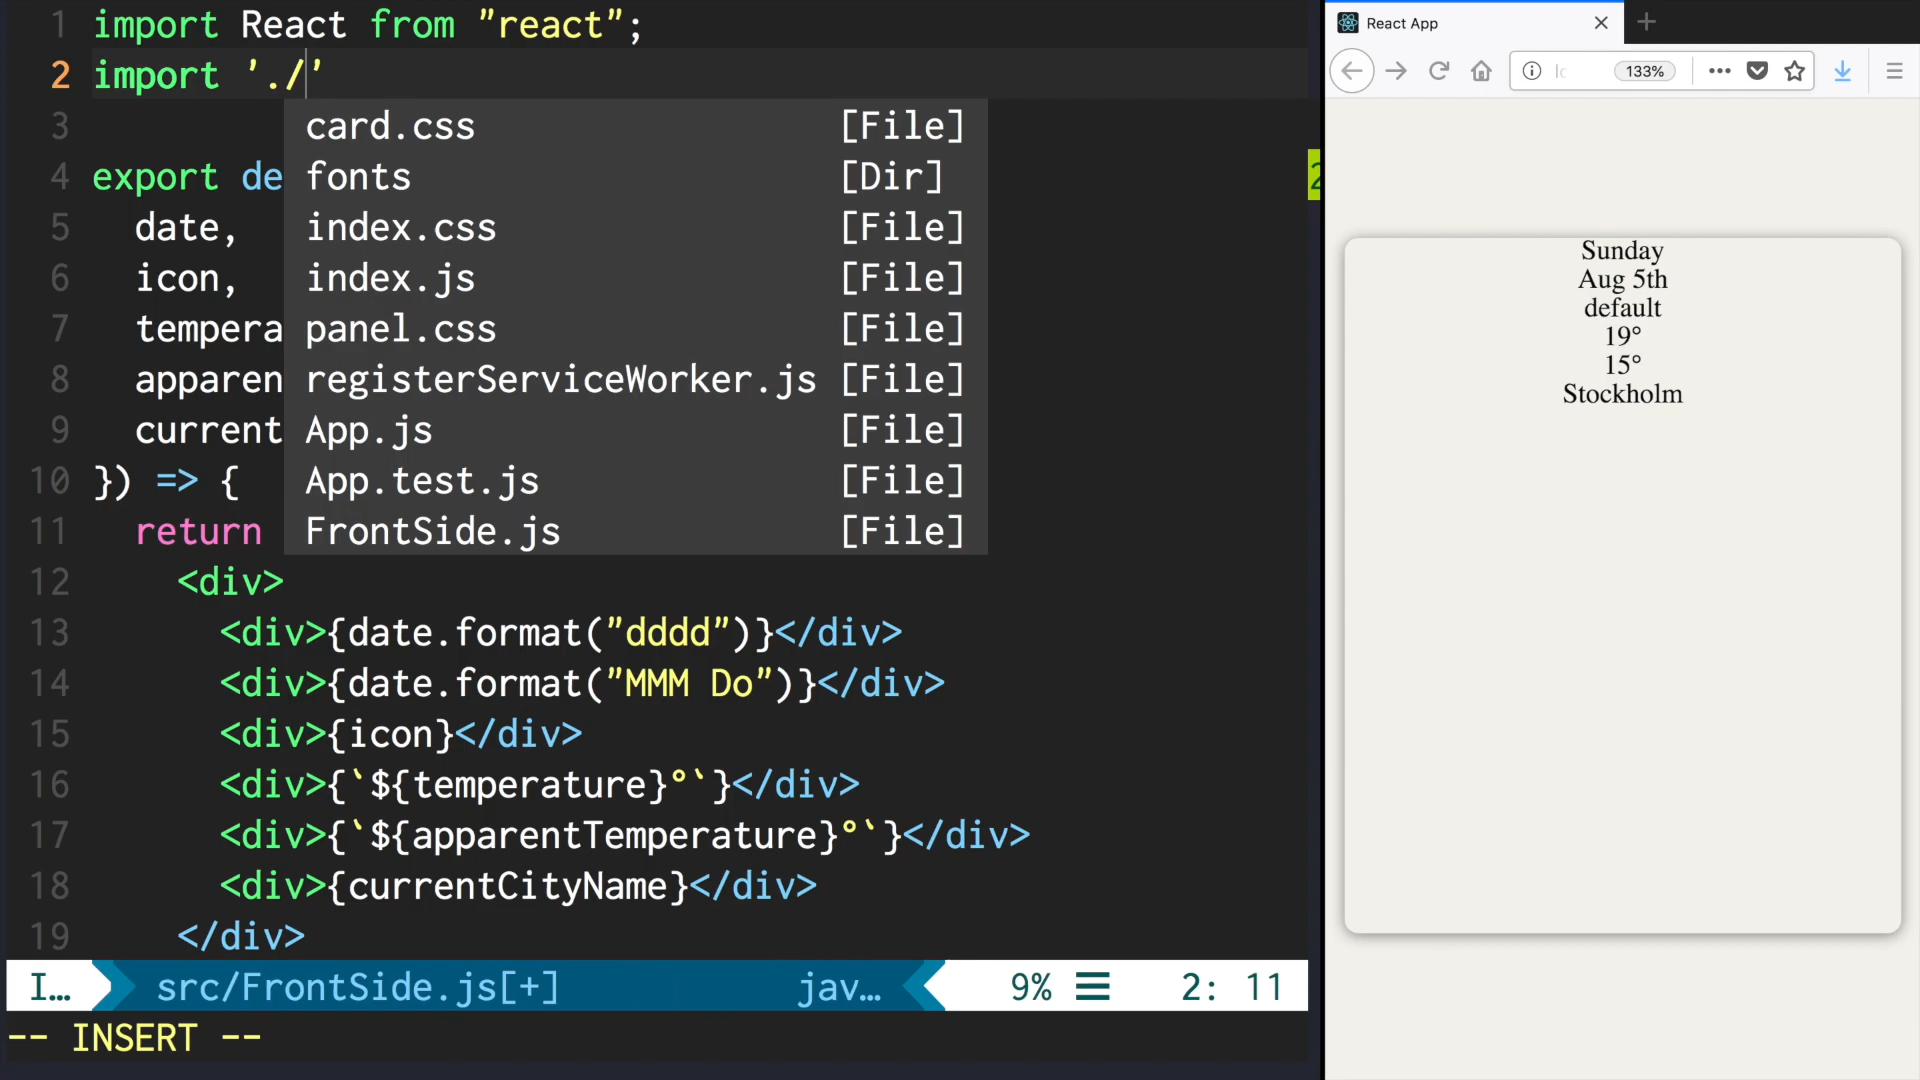 1 import React from "react";
2 import './'
3 card.css [File]
4 export de fonts [Dir]
5 date, index.css [File]
6 icon, index.js [File]
7 tempera panel.css [File]
8 apparen registerServiceWorker.js [File]
9 current App.js [File]
10 }) => { App.test.js [File]
11 return FrontSide.js [File]
12 <div>
13 <div>{date.format("dddd")}</div>
14 <div>{date.format("MMM Do")}</div>
15 <div>{icon}</div>
16 <div>{`${temperature}°`}</div>
17 <div>{`${apparentTemperature}°`}</div>
18 <div>{currentCityName}</div>
19 </div>
I… src/FrontSide.js[+] jav… 9% 2: 11
-- INSERT --
React App
133%
Sunday
Aug 5th
default
19°
15°
Stockholm